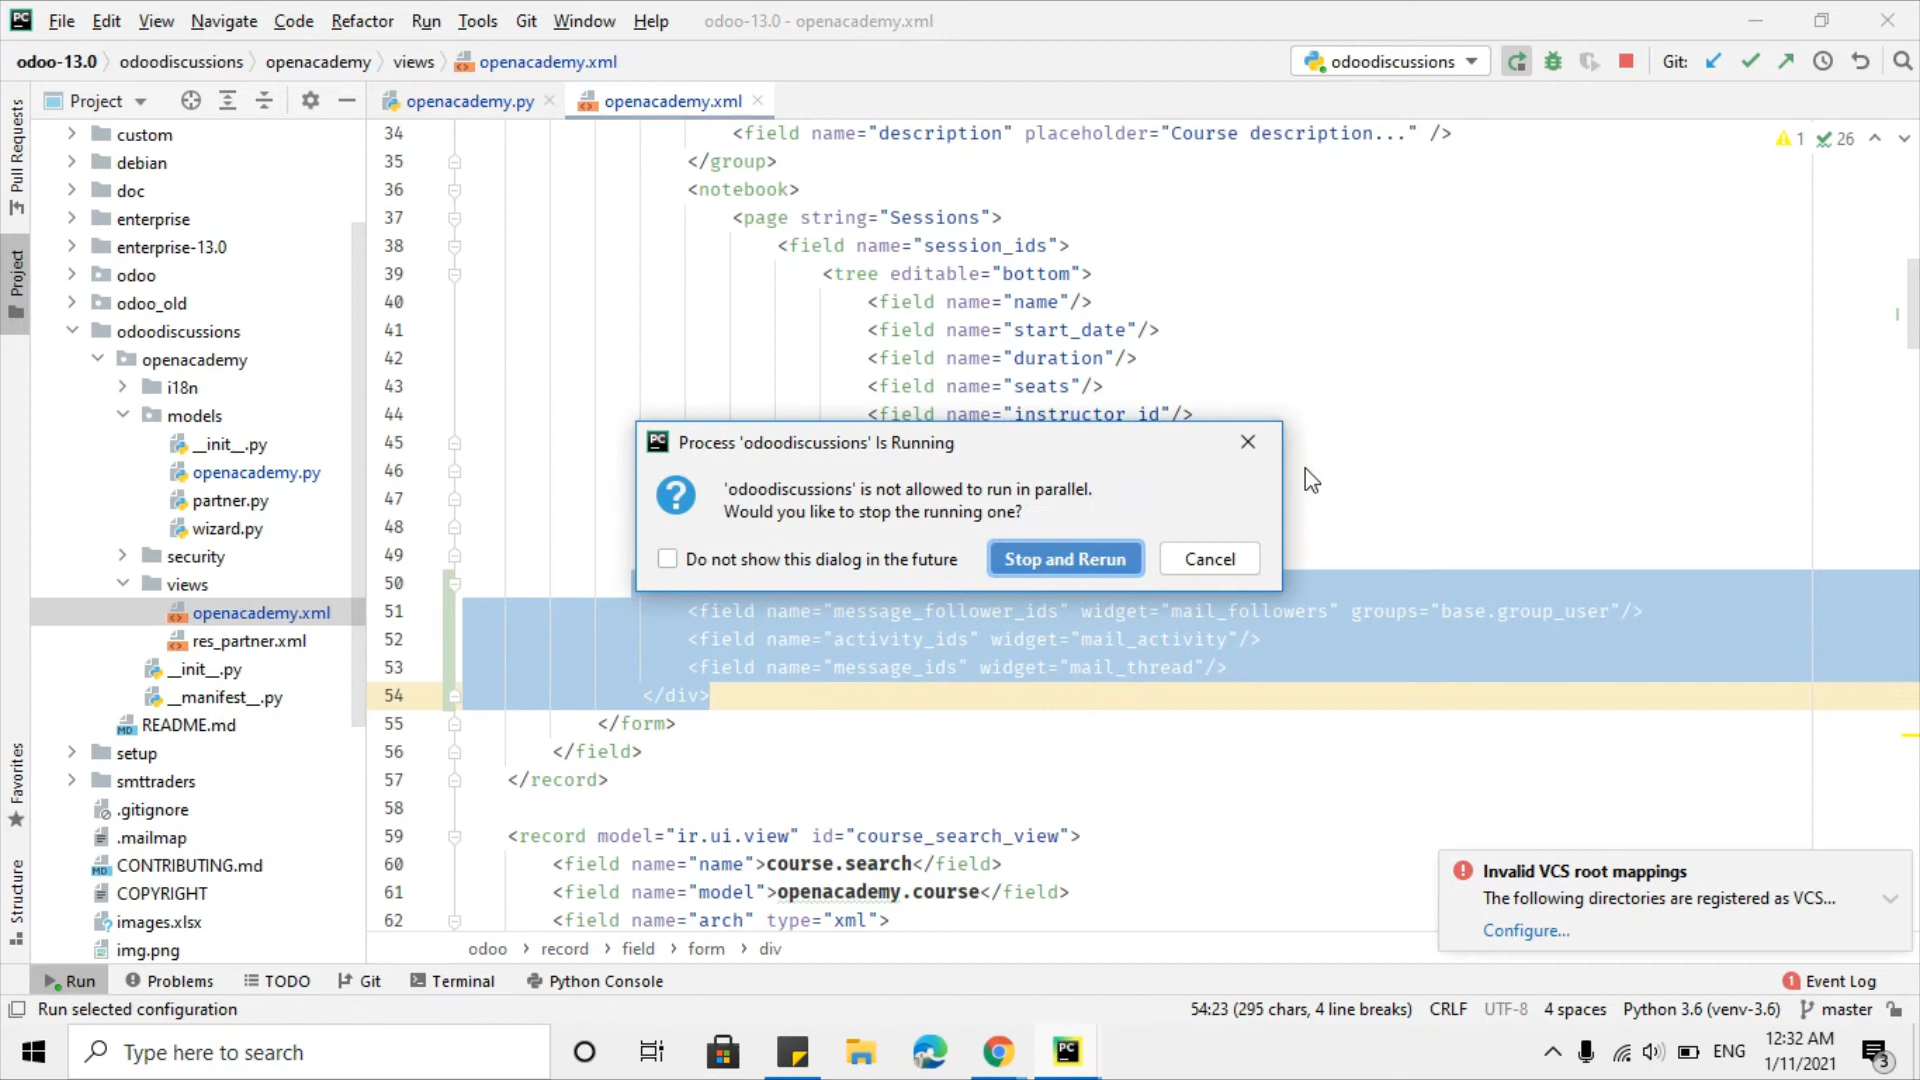 PC File Edit View Navigate Code Refactor Run Tools Git Window Help odoo-13.0 - openacademy.xml
odoo-13.0 odoodiscussions openacademy views openacademy.xml odoodiscussions Git:
Project openacademy.py openacademy.xml
Pull Requests
Project
Favorites
Structure
custom
debian
doc
enterprise
enterprise-13.0
odoo
odoo_old
odoodiscussions
openacademy
i18n
models
__init__.py
openacademy.py
partner.py
wizard.py
security
views
openacademy.xml
res_partner.xml
__init__.py
__manifest__.py
README.md
setup
smttraders
.gitignore
.mailmap
CONTRIBUTING.md
COPYRIGHT
images.xlsx
img.png
1 26
34 <field name="description" placeholder="Course description..." />
35 </group>
36 <notebook>
37 <page string="Sessions">
38 <field name="session_ids">
39 <tree editable="bottom">
40 <field name="name"/>
41 <field name="start_date"/>
42 <field name="duration"/>
43 <field name="seats"/>
44 <field name="instructor_id"/>
45
46
47
48
49
50
51 <field name="message_follower_ids" widget="mail_followers" groups="base.group_user"/>
52 <field name="activity_ids" widget="mail_activity"/>
53 <field name="message_ids" widget="mail_thread"/>
54 </div>
55 </form>
56 </field>
57 </record>
58
59 <record model="ir.ui.view" id="course_search_view">
60 <field name="name">course.search</field>
61 <field name="model">openacademy.course</field>
62 <field name="arch" type="xml">
PC Process 'odoodiscussions' Is Running
'odoodiscussions' is not allowed to run in parallel.
Would you like to stop the running one?
Do not show this dialog in the future Stop and Rerun Cancel
Invalid VCS root mappings
The following directories are registered as VCS...
Configure...
odoo record field form div
Run Problems TODO Git Terminal Python Console 1 Event Log
Run selected configuration 54:23 (295 chars, 4 line breaks) CRLF UTF-8 4 spaces Python 3.6 (venv-3.6) master
Type here to search PC ENG 12:32 AM
1/11/2021 3